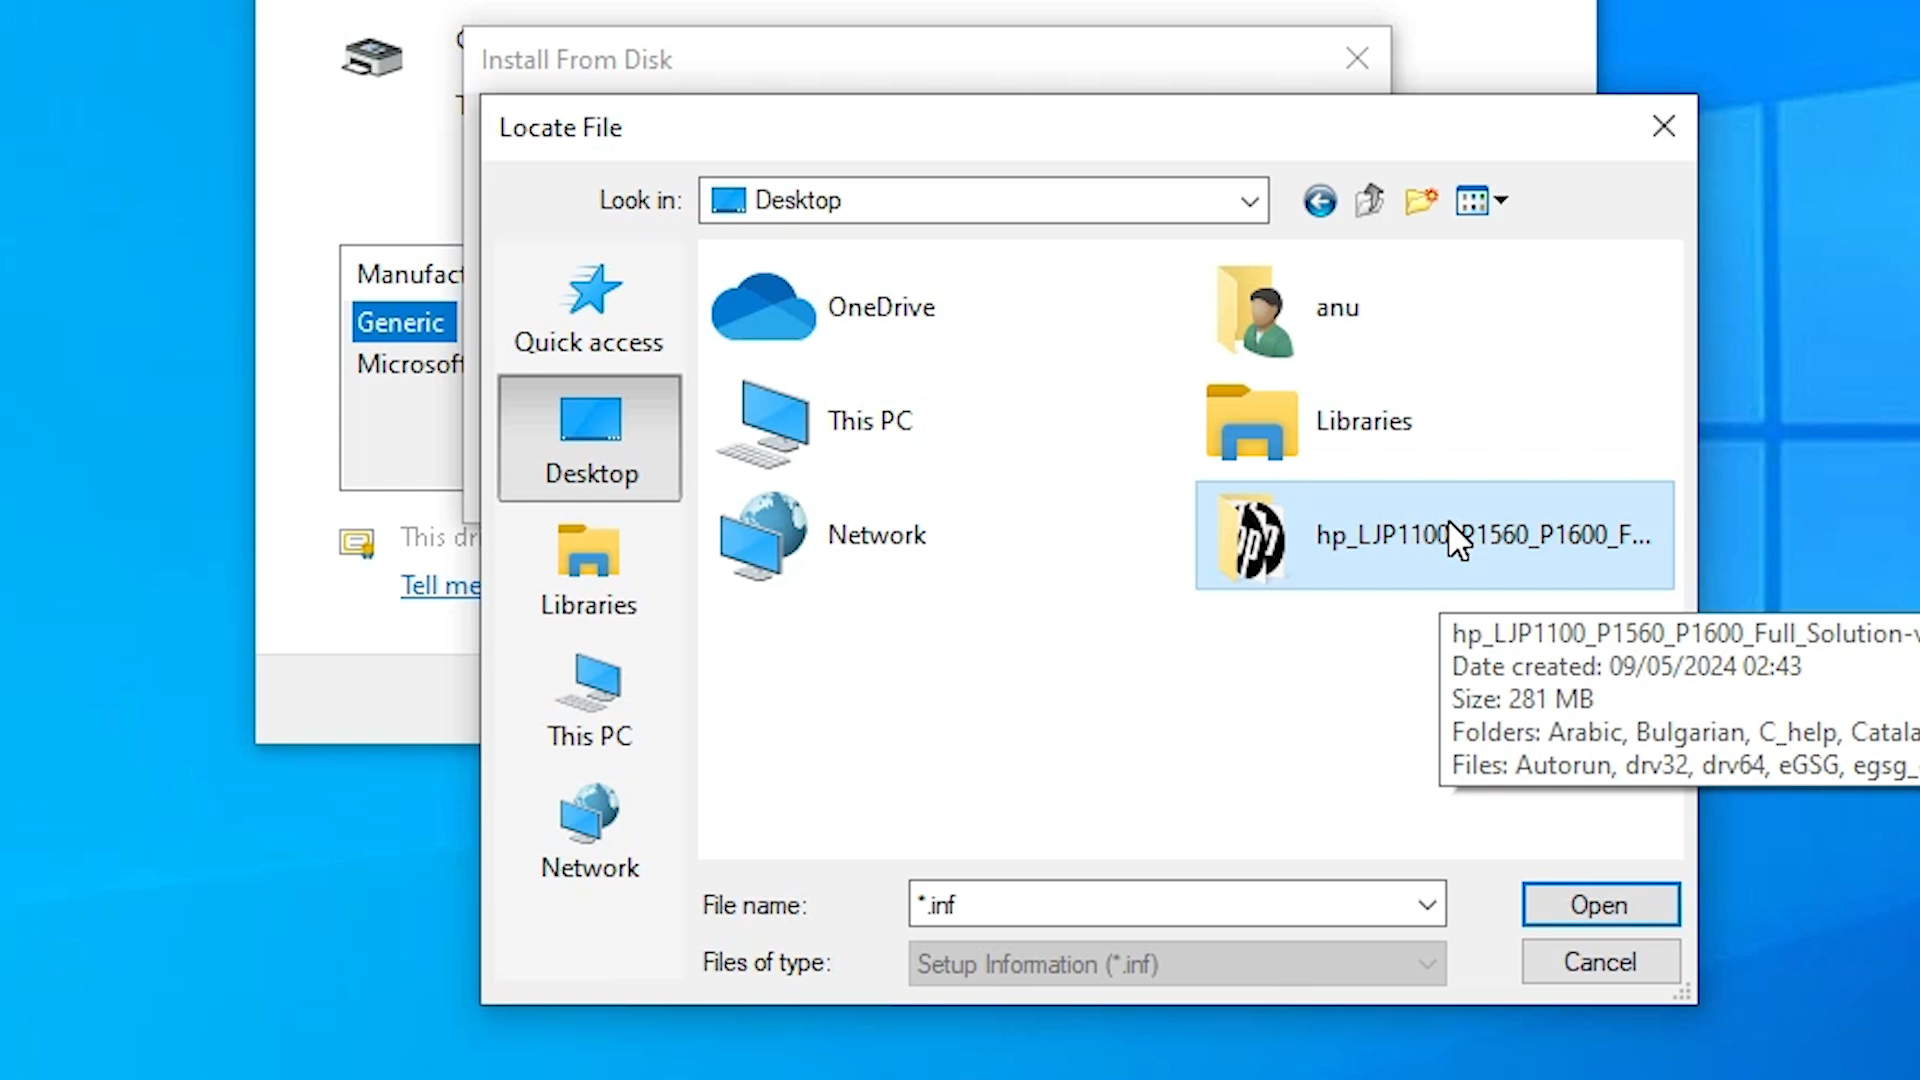 Install From Disk
Locate File
Look in:
Desktop
Manufact
Generic
Microsoft
This dr
Tell me
Quick access
Desktop
Libraries
This PC
Network
OneDrive
anu
This PC
Libraries
Network
hp_LJP1100_P1560_P1600_F...
hp_LJP1100_P1560_P1600_Full_Solution-v
Date created: 09/05/2024 02:43
Size: 281 MB
Folders: Arabic, Bulgarian, C_help, Catala
Files: Autorun, drv32, drv64, eGSG, egsg_
File name:
*.inf
Open
Files of type:
Setup Information (*.inf)
Cancel